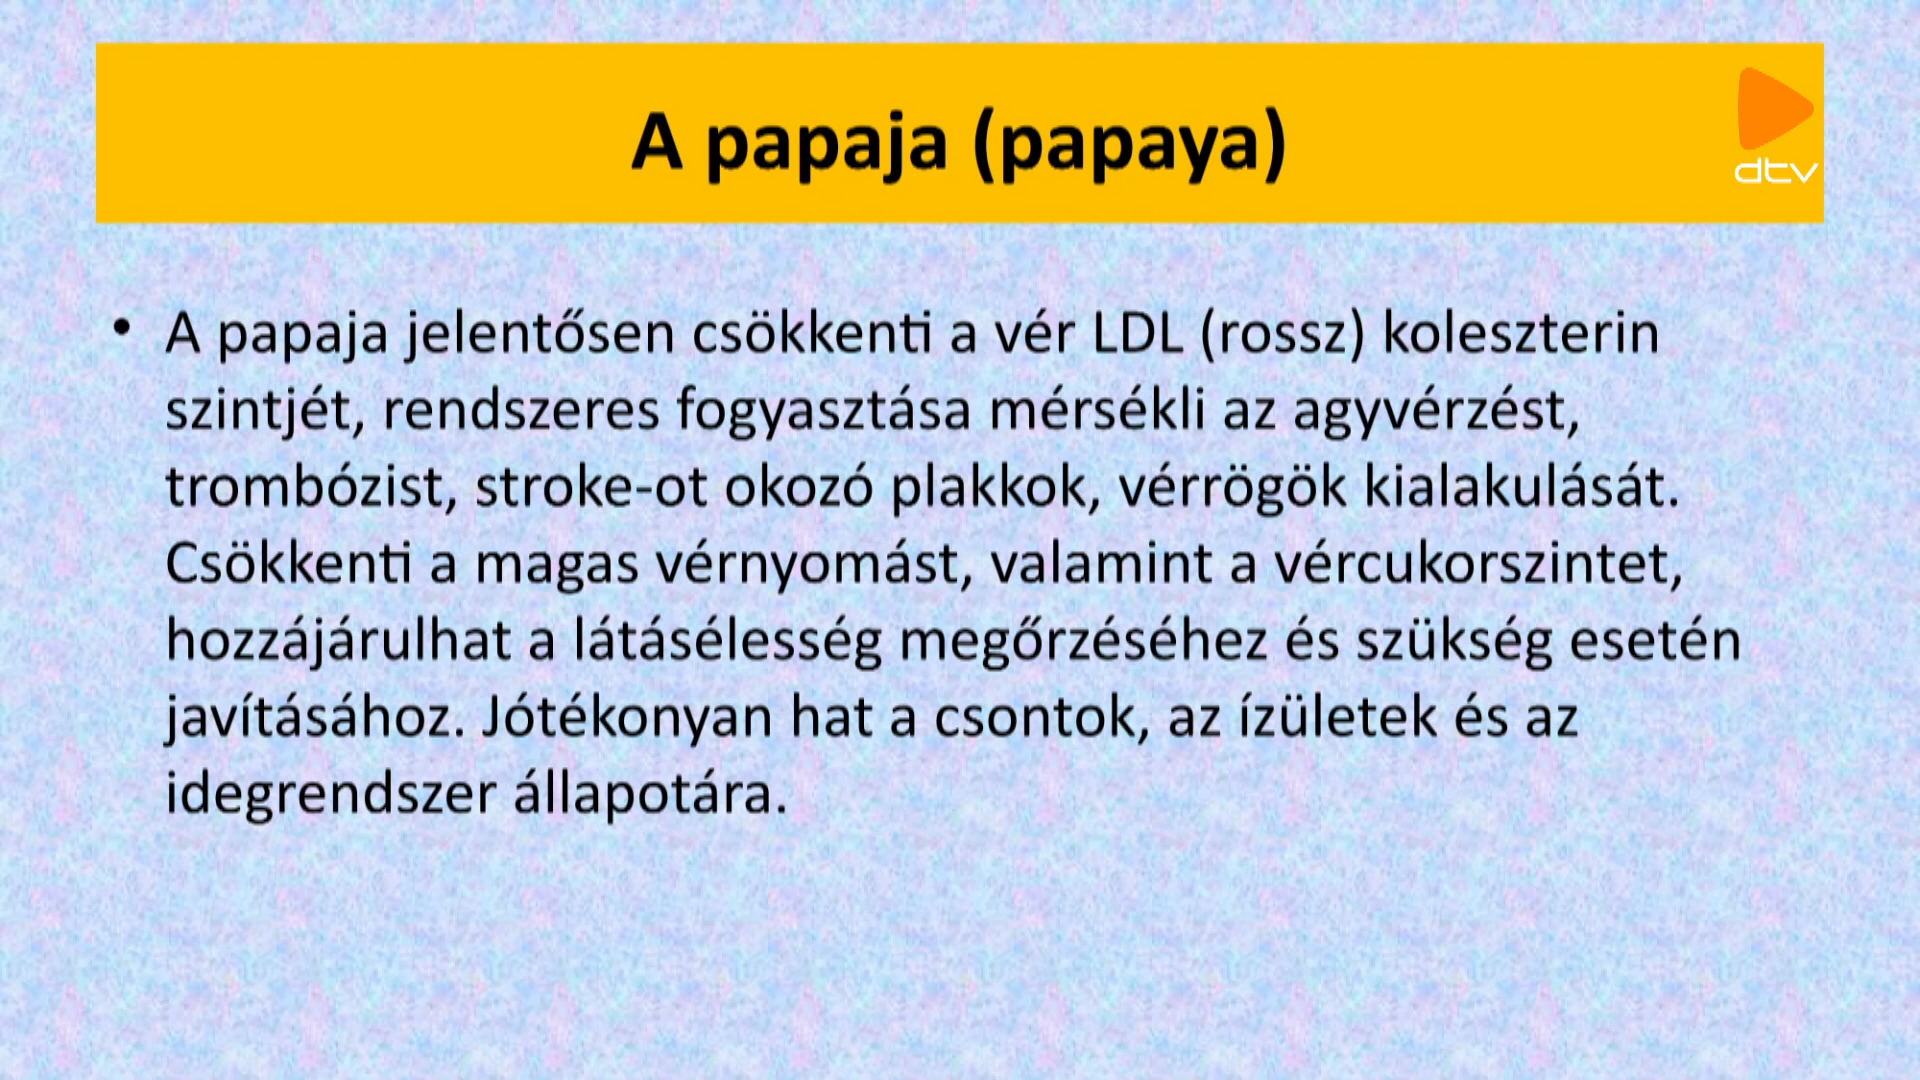 A papaja (papaya)
dtv
• A papaja jelentősen csökkenti a vér LDL (rossz) koleszterin
szintjét, rendszeres fogyasztása mérsékli az agyvérzést,
trombózist, stroke-ot okozó plakkok, vérrögök kialakulását.
Csökkenti a magas vérnyomást, valamint a vércukorszintet,
hozzájárulhat a látásélesség megőrzéséhez és szükség esetén
javításához. Jótékonyan hat a csontok, az ízületek és az
idegrendszer állapotára.